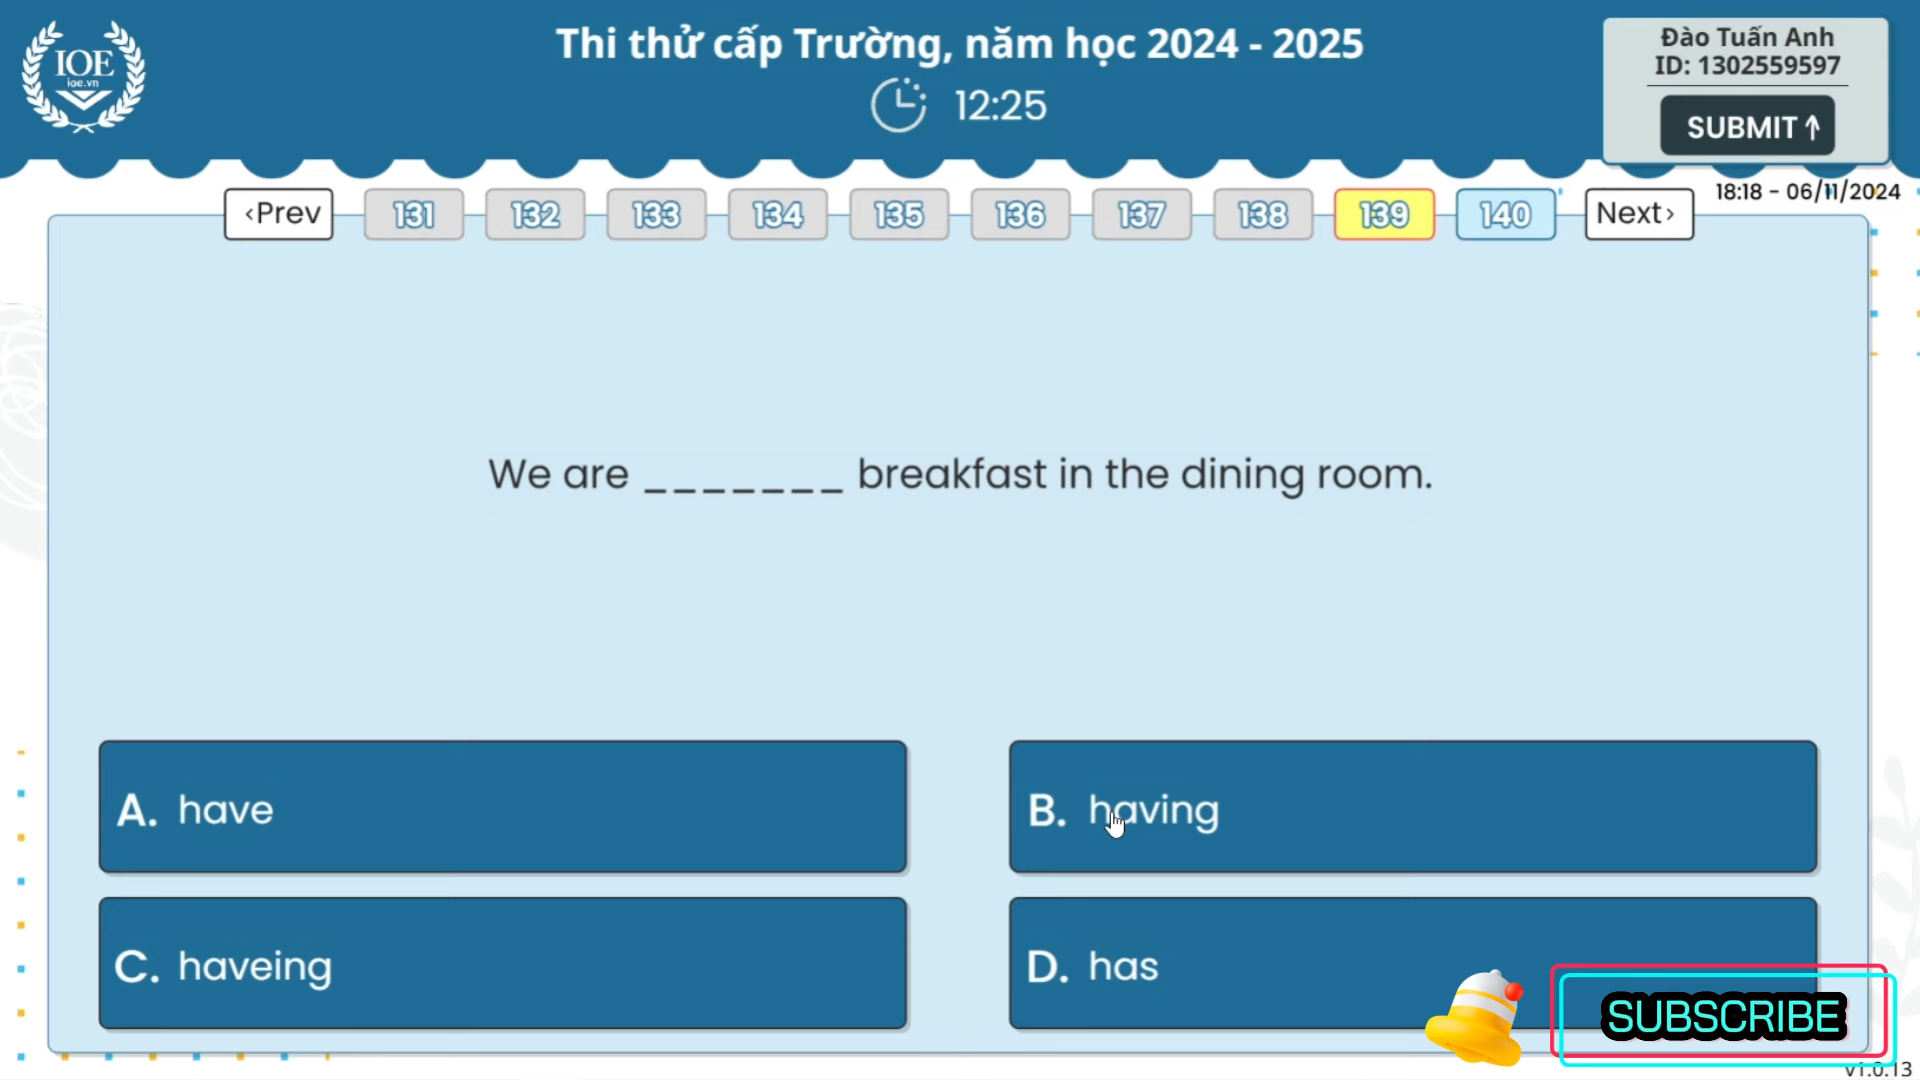 IOE
ioe.vn
Thi thử cấp Trường, năm học 2024 - 2025
12:25
Đào Tuấn Anh
ID: 1302559597
SUBMIT
18:18 - 06/11/2024
‹Prev 131 132 133 134 135 136 137 138 139 140 Next›
We are _______ breakfast in the dining room.
A. have
B. having
C. haveing
D. has
SUBSCRIBE
v1.0.13